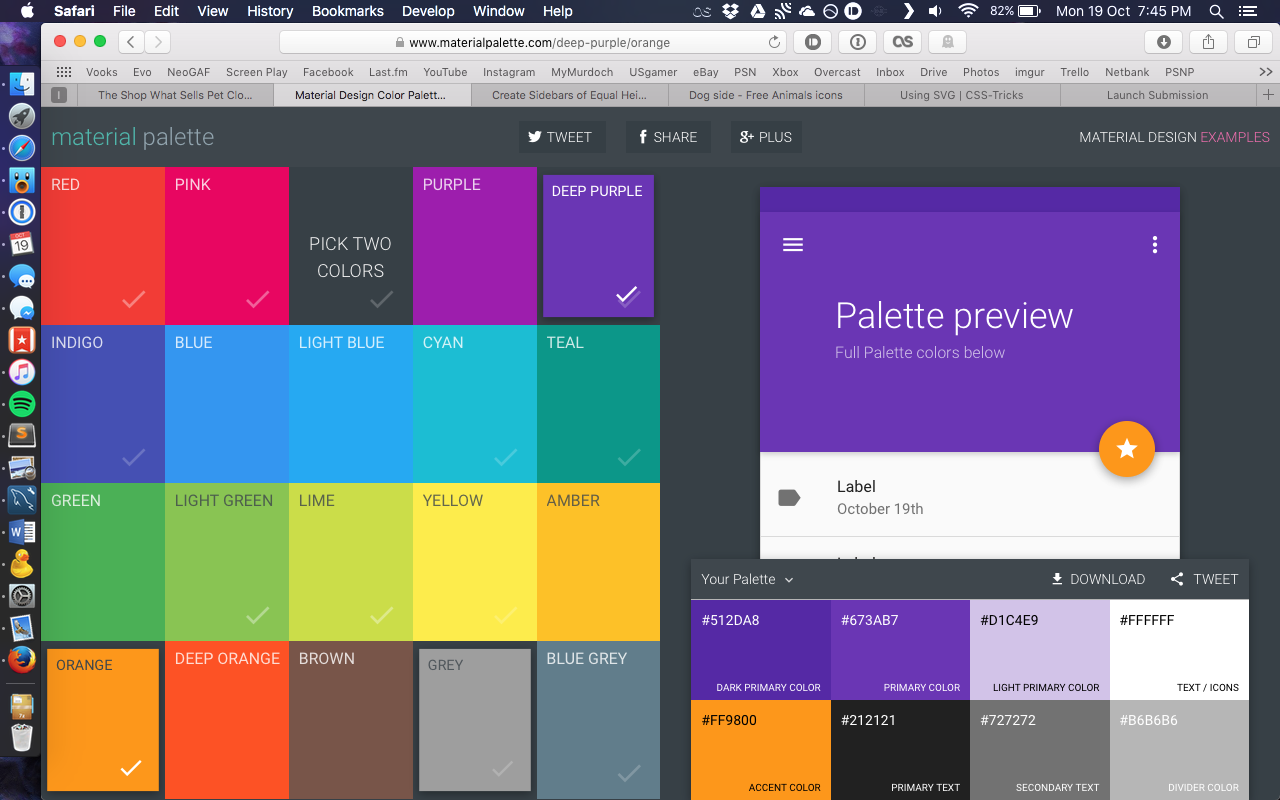 Safari File Edit View History Bookmarks Develop Window Help 82% Mon 19 Oct 7:45 PM
www.materialpalette.com/deep-purple/orange
Vooks Evo NeoGAF Screen Play Facebook Last.fm YouTube Instagram MyMurdoch USgamer eBay PSN Xbox Overcast Inbox Drive Photos imgur Trello Netbank PSNP
I The Shop What Sells Pet Clo... Material Design Color Palett... Create Sidebars of Equal Hei... Dog side - Free Animals icons Using SVG | CSS-Tricks Launch Submission
material palette TWEET SHARE PLUS MATERIAL DESIGN EXAMPLES
RED PINK PURPLE DEEP PURPLE
PICK TWO
COLORS
INDIGO BLUE LIGHT BLUE CYAN TEAL
GREEN LIGHT GREEN LIME YELLOW AMBER
ORANGE DEEP ORANGE BROWN GREY BLUE GREY
Palette preview
Full Palette colors below
Label
October 19th
Your Palette DOWNLOAD TWEET
#512DA8 #673AB7 #D1C4E9 #FFFFFF
DARK PRIMARY COLOR PRIMARY COLOR LIGHT PRIMARY COLOR TEXT / ICONS
#FF9800 #212121 #727272 #B6B6B6
ACCENT COLOR PRIMARY TEXT SECONDARY TEXT DIVIDER COLOR